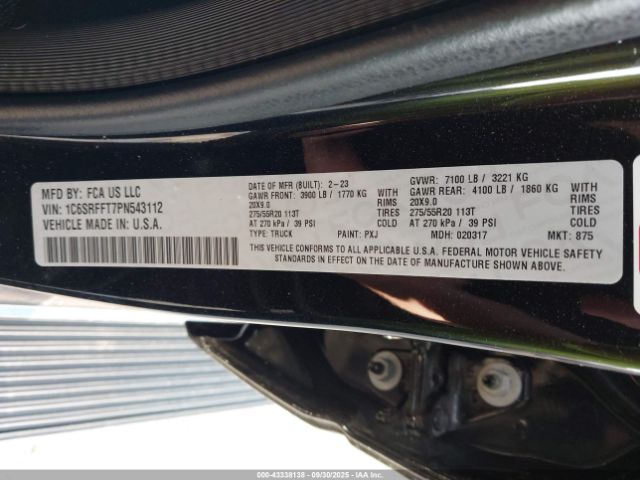 MFD BY: FCA US LLC
VIN: 1C6SRFFT7PN543112
VEHICLE MADE IN: U.S.A.
DATE OF MFR (BUILT): 2-23 GVWR: 7100 LB / 3221 KG
GAWR FRONT: 3900 LB / 1770 KG WITH GAWR REAR: 4100 LB / 1860 KG WITH
20X9.0 RIMS 20X9.0 RIMS
275/55R20 113T TIRES 275/55R20 113T TIRES
AT 270 kPa / 39 PSI COLD AT 270 kPa / 39 PSI COLD
TYPE: TRUCK PAINT: PXJ MDH: 020317 MKT: 875
THIS VEHICLE CONFORMS TO ALL APPLICABLE U.S.A. FEDERAL MOTOR VEHICLE SAFETY
STANDARDS IN EFFECT ON THE DATE OF MANUFACTURE SHOWN ABOVE.
000-43338138 - 09/30/2025 - IAAI.COM